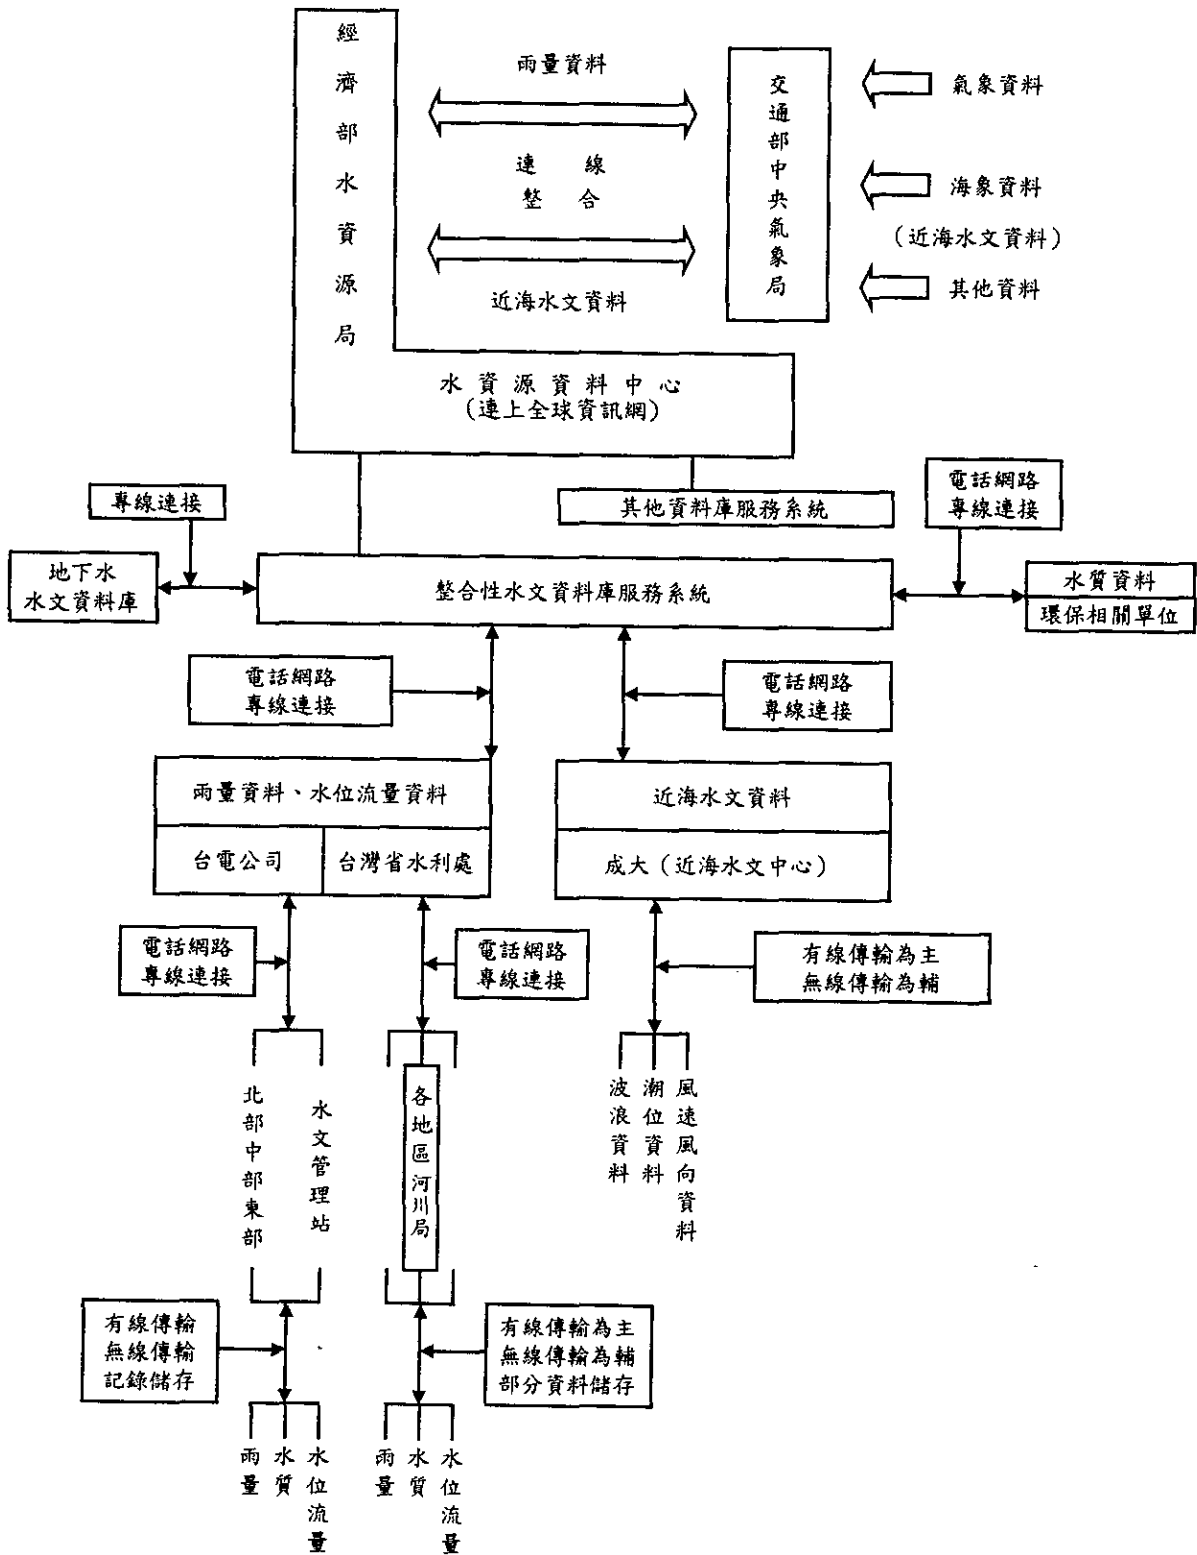 經濟部水資源局
雨量資料
連線
整合
近海水文資料
交通部中央氣象局
氣象資料
海象資料
(近海水文資料)
其他資料
水資源資料中心
(連上全球資訊網)
其他資料庫服務系統
專線連接
電話網路
專線連接
地下水
水文資料庫
整合性水文資料庫服務系統
水質資料
環保相關單位
電話網路
專線連接
電話網路
專線連接
雨量資料、水位流量資料
台電公司
台灣省水利處
近海水文資料
成大(近海水文中心)
電話網路
專線連接
電話網路
專線連接
有線傳輸為主
無線傳輸為輔
北部中部東部
水文管理站
各地區河川局
波浪資料
潮位資料
風速風向資料
有線傳輸
無線傳輸
記錄儲存
有線傳輸為主
無線傳輸為輔
部分資料儲存
雨量
水質
水位流量
雨量
水質
水位流量